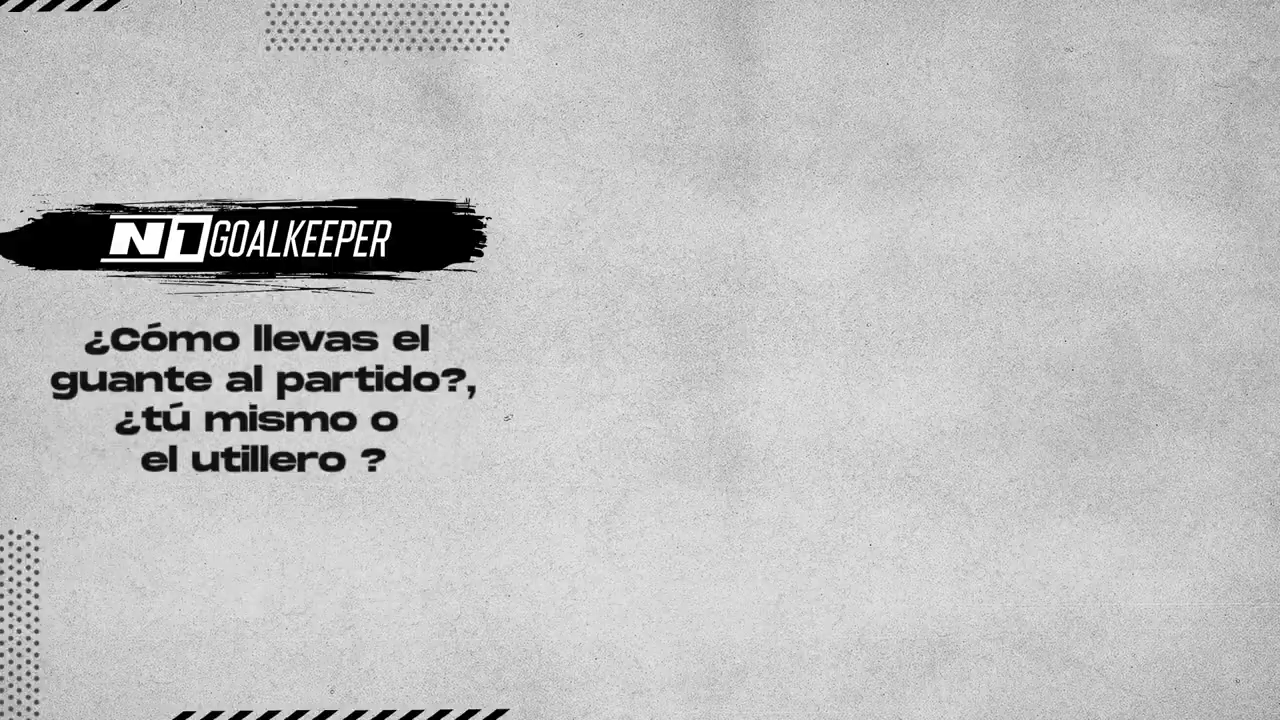 N1 GOALKEEPER
¿Cómo llevas el
guante al partido?,
¿tú mismo o
el utillero ?